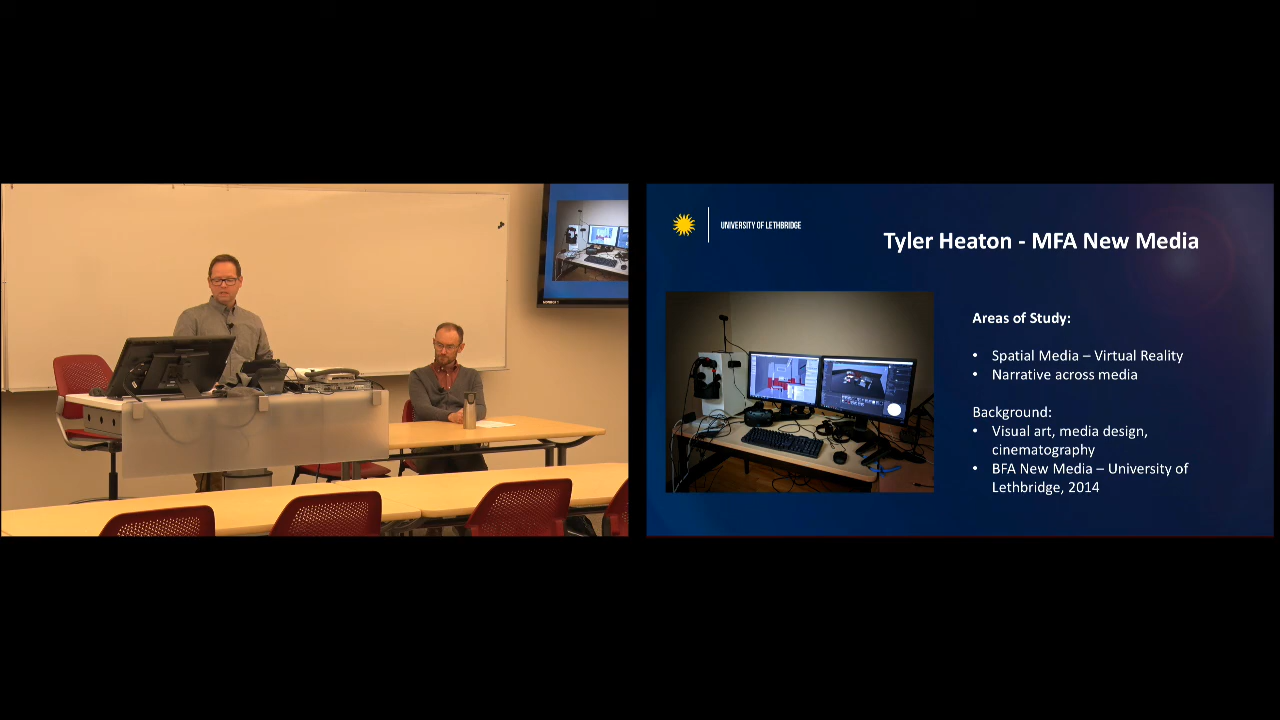 UNIVERSITY OF LETHBRIDGE
Tyler Heaton - MFA New Media
Areas of Study:
• Spatial Media – Virtual Reality
• Narrative across media
Background:
• Visual art, media design,
cinematography
• BFA New Media – University of
Lethbridge, 2014